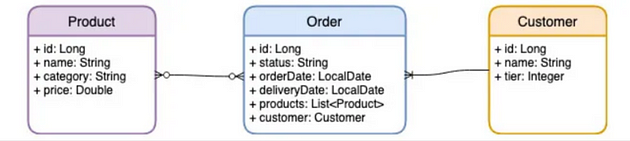 Product
+ id: Long
+ name: String
+ category: String
+ price: Double
Order
+ id: Long
+ status: String
+ orderDate: LocalDate
+ deliveryDate: LocalDate
+ products: List<Product>
+ customer: Customer
Customer
+ id: Long
+ name: String
+ tier: Integer